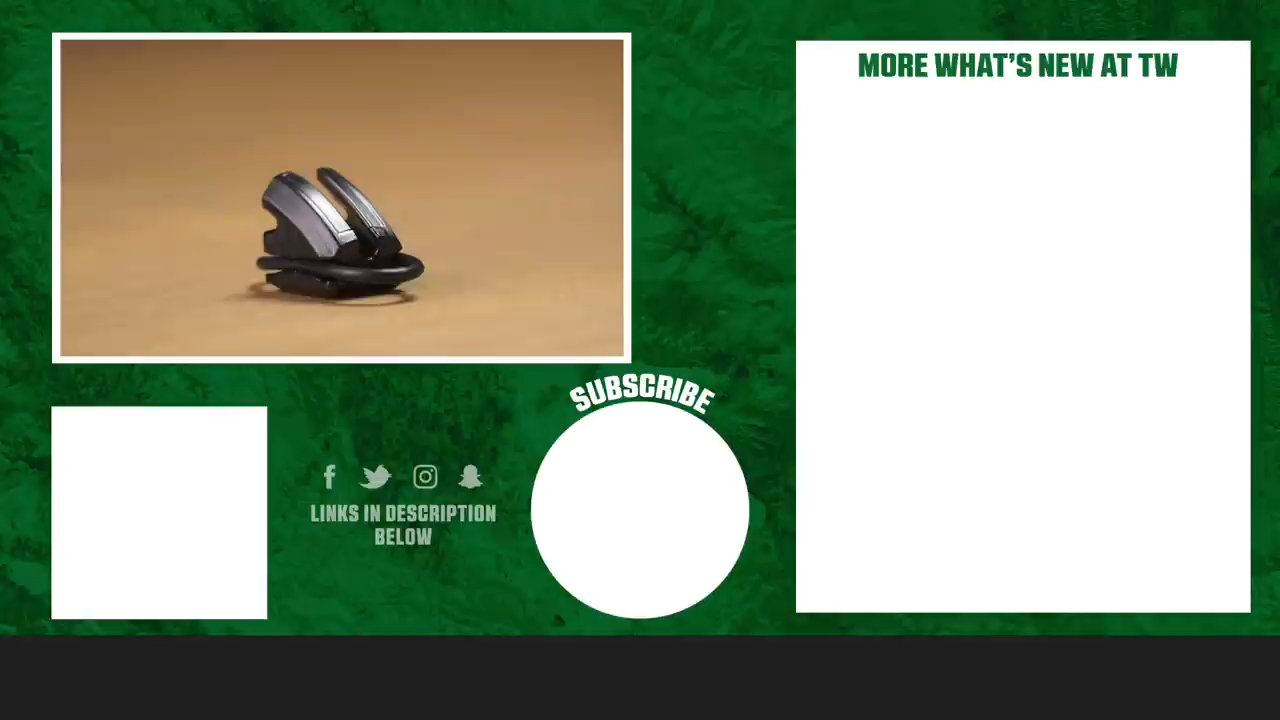 MORE WHAT'S NEW AT TW
SUBSCRIBE
LINKS IN DESCRIPTION
BELOW